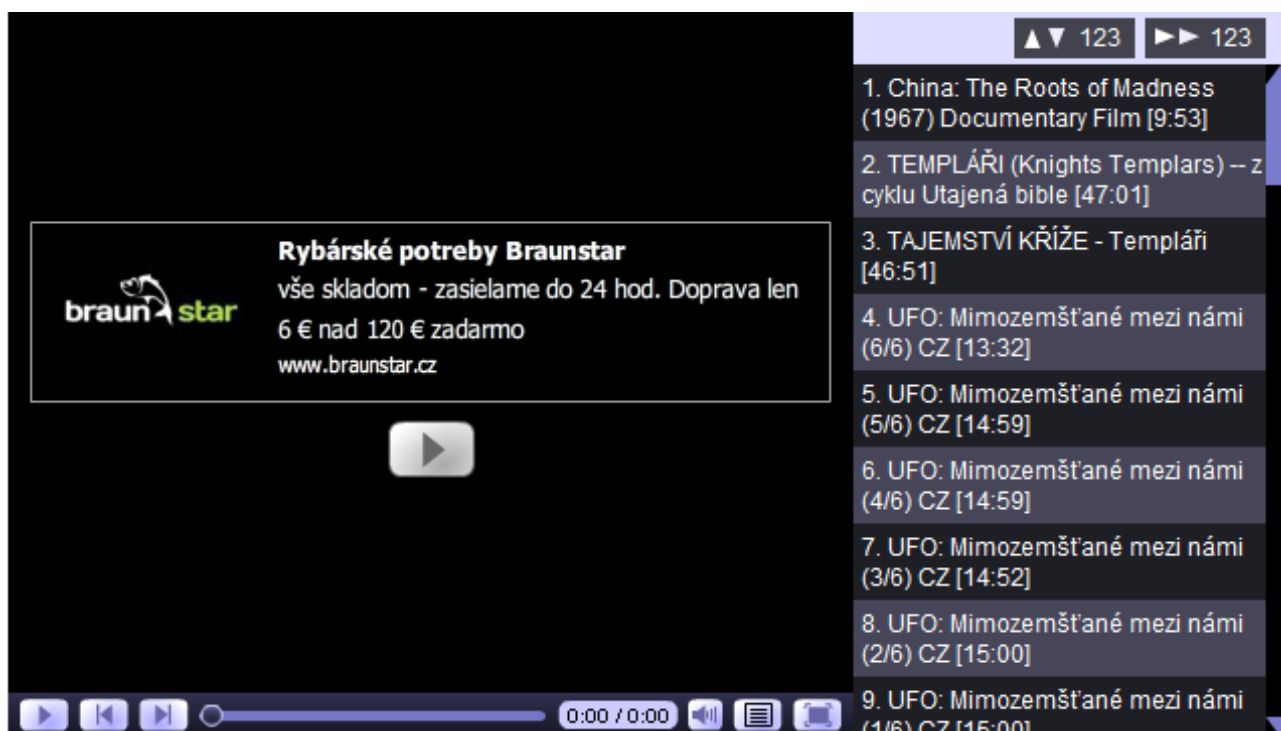 braun star
Rybárské potreby Braunstar
vše skladom - zasielame do 24 hod. Doprava len
6 € nad 120 € zadarmo
www.braunstar.cz
0:00 / 0:00
▲▼ 123
►► 123
1. China: The Roots of Madness
(1967) Documentary Film [9:53]
2. TEMPLÁŘI (Knights Templars) -- z
cyklu Utajená bible [47:01]
3. TAJEMSTVÍ KŘÍŽE - Templáři
[46:51]
4. UFO: Mimozemšťané mezi námi
(6/6) CZ [13:32]
5. UFO: Mimozemšťané mezi námi
(5/6) CZ [14:59]
6. UFO: Mimozemšťané mezi námi
(4/6) CZ [14:59]
7. UFO: Mimozemšťané mezi námi
(3/6) CZ [14:52]
8. UFO: Mimozemšťané mezi námi
(2/6) CZ [15:00]
9. UFO: Mimozemšťané mezi námi
(1/6) CZ [15:00]